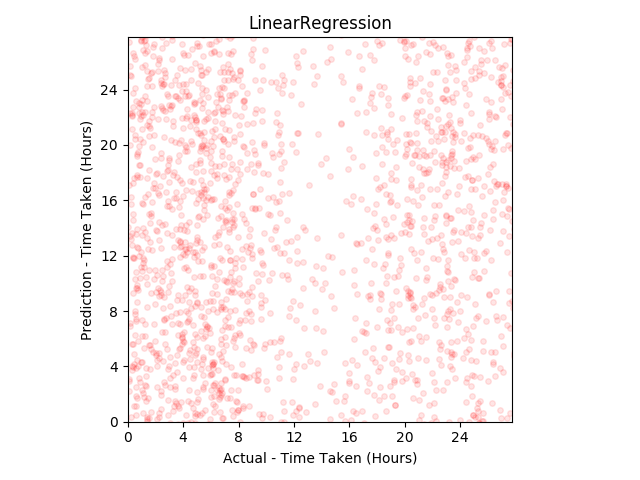 LinearRegression
Prediction - Time Taken (Hours)
24
20
16
12
8
4
0
0 4 8 12 16 20 24
Actual - Time Taken (Hours)